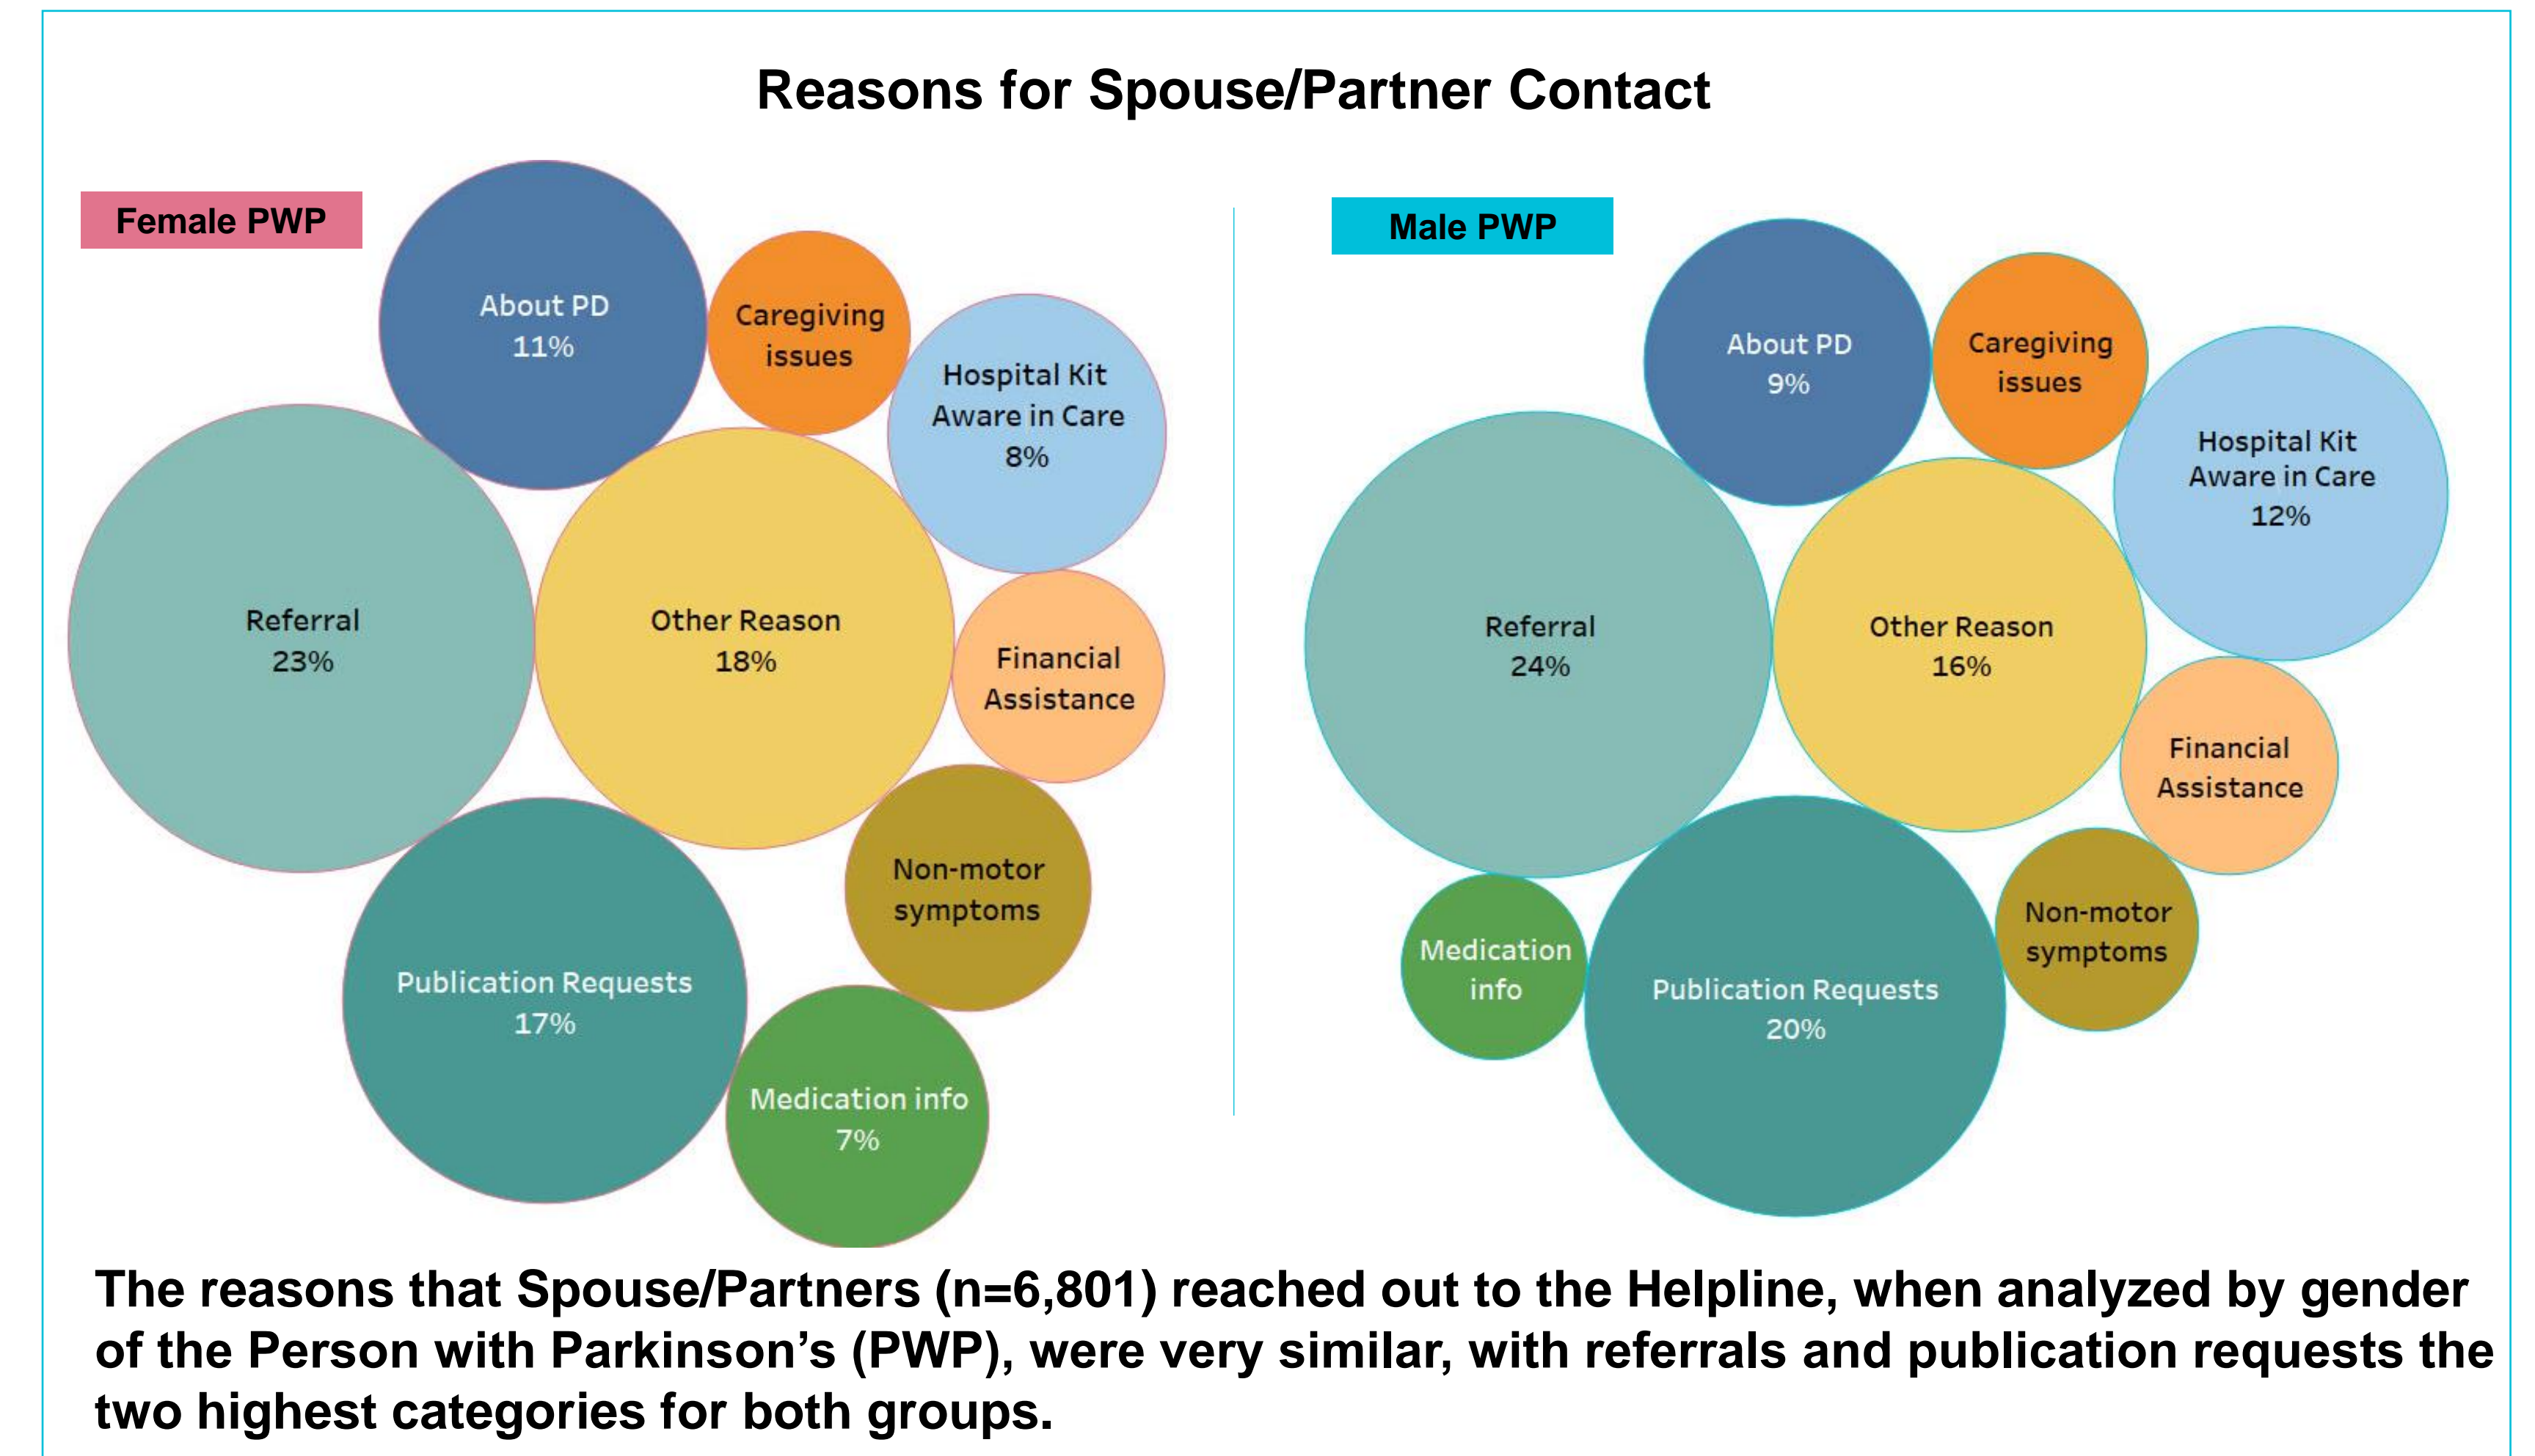 Reasons for Spouse/Partner Contact
Female PWP
About PD
11%
Caregiving
issues
Hospital Kit
Aware in Care
8%
Referral
23%
Other Reason
18%
Financial
Assistance
Non-motor
symptoms
Publication Requests
17%
Medication info
7%
Male PWP
About PD
9%
Caregiving
issues
Hospital Kit
Aware in Care
12%
Referral
24%
Other Reason
16%
Financial
Assistance
Non-motor
symptoms
Medication
info
Publication Requests
20%
The reasons that Spouse/Partners (n=6,801) reached out to the Helpline, when analyzed by gender
of the Person with Parkinson’s (PWP), were very similar, with referrals and publication requests the
two highest categories for both groups.